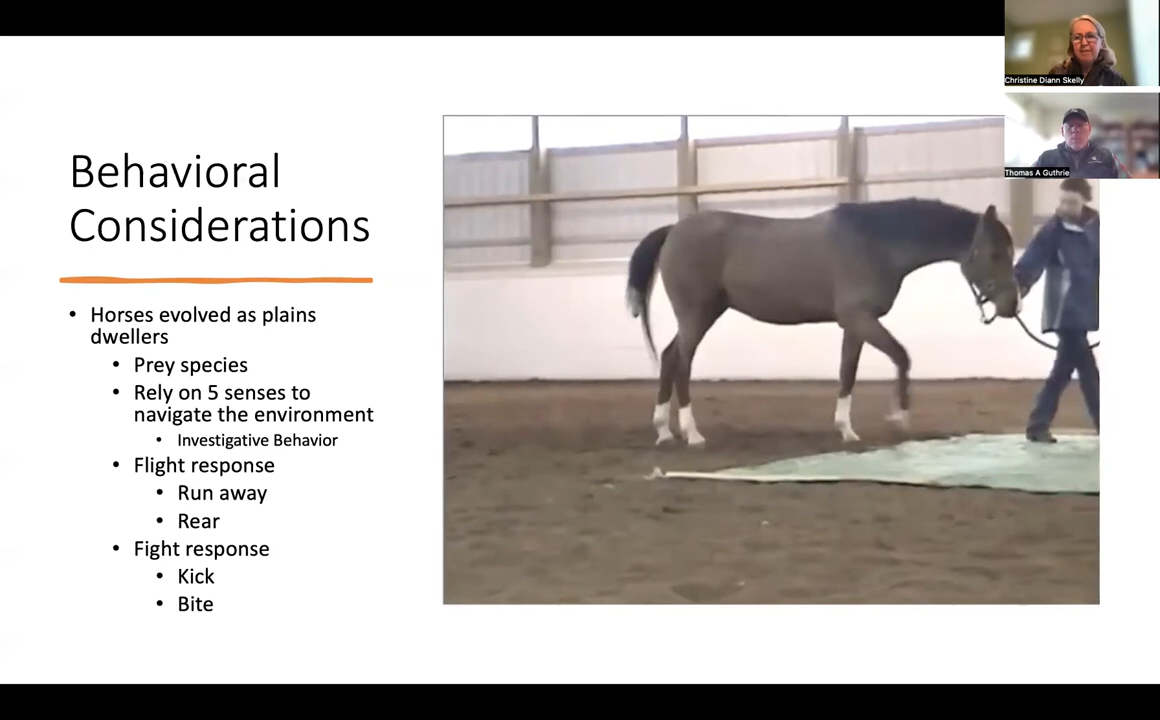 Behavioral
Considerations
• Horses evolved as plains
dwellers
• Prey species
• Rely on 5 senses to
navigate the environment
• Investigative Behavior
• Flight response
• Run away
• Rear
• Fight response
• Kick
• Bite
Christine Diann Skelly
Thomas A Guthrie